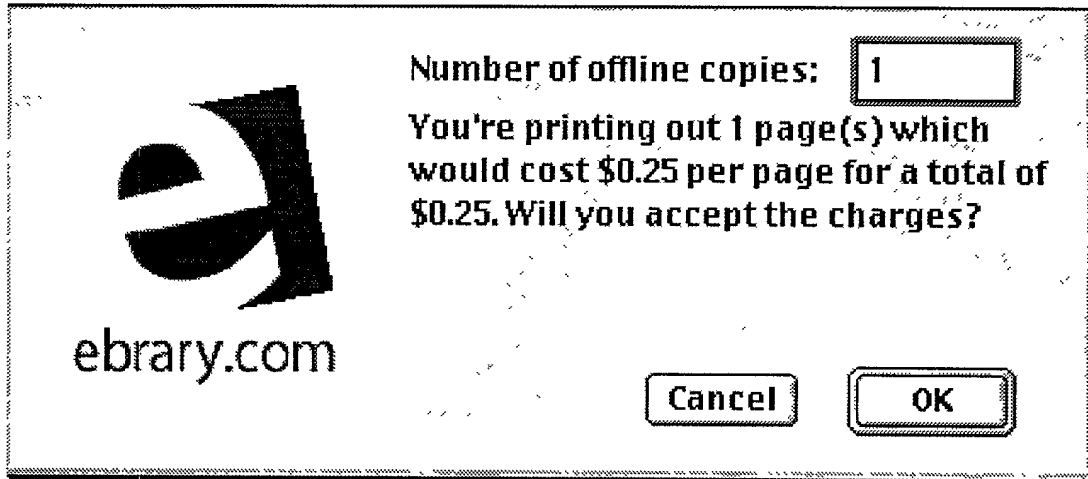 Number of offline copies: 1
You're printing out 1 page(s) which
would cost $0.25 per page for a total of
$0.25. Will you accept the charges?
e
ebrary.com
Cancel OK